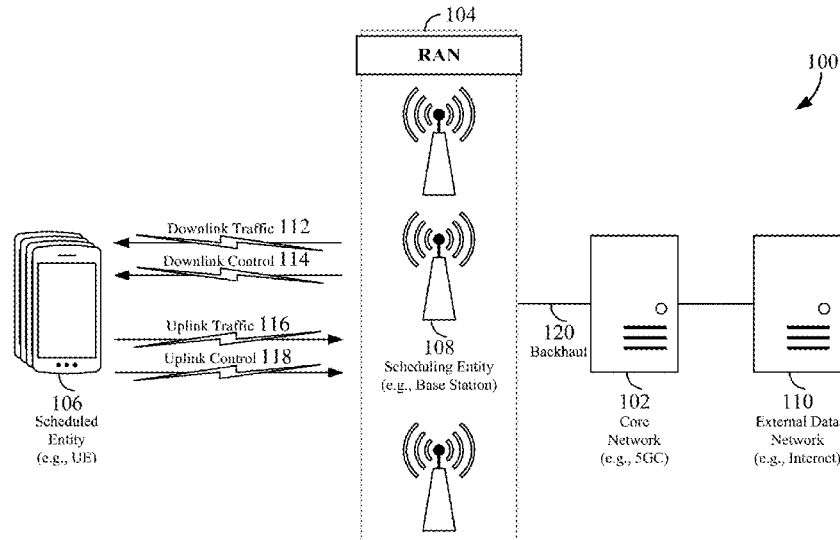 104
RAN
100
Downlink Traffic 112
Downlink Control 114
Uplink Traffic 116
Uplink Control 118
106
Scheduled
Entity
(e.g., UE)
108
Scheduling Entity
(e.g., Base Station)
120
Backhaul
102
Core
Network
(e.g., 5GC)
110
External Data
Network
(e.g., Internet)